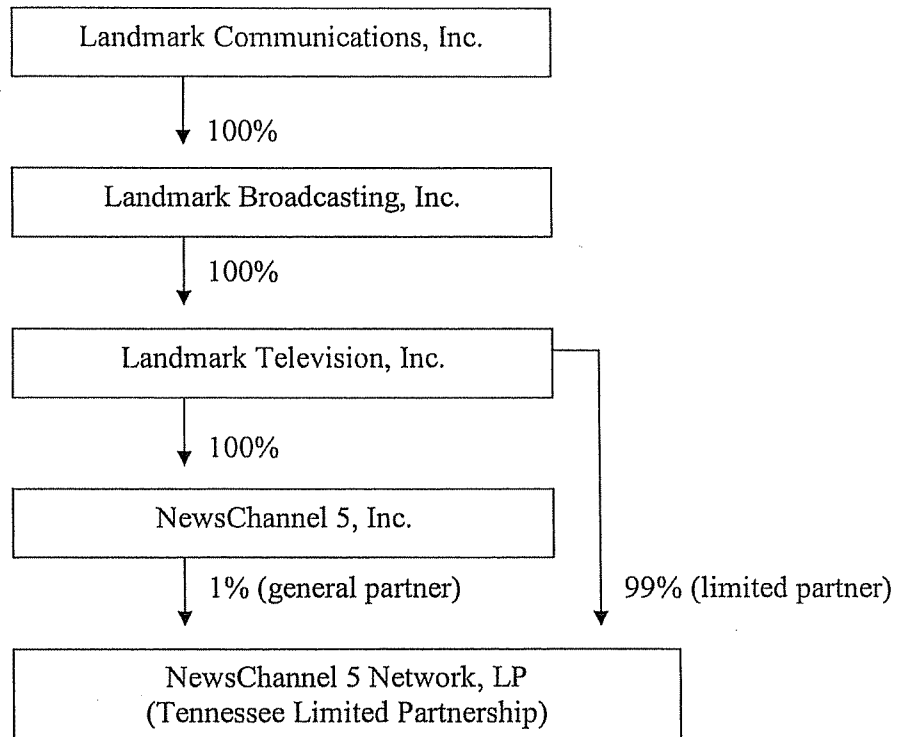 Landmark Communications, Inc.
100%
Landmark Broadcasting, Inc.
100%
Landmark Television, Inc.
100%
NewsChannel 5, Inc.
1% (general partner)
99% (limited partner)
NewsChannel 5 Network, LP
(Tennessee Limited Partnership)